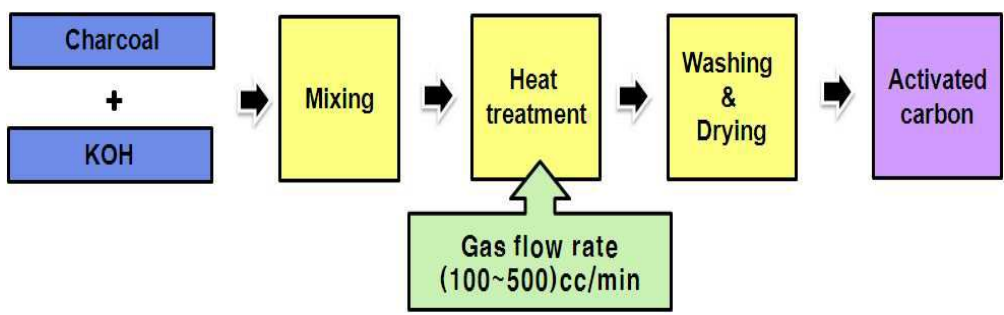 Charcoal
+
KOH
Mixing
Heat
treatment
Washing
&
Drying
Activated
carbon
Gas flow rate
(100~500)cc/min